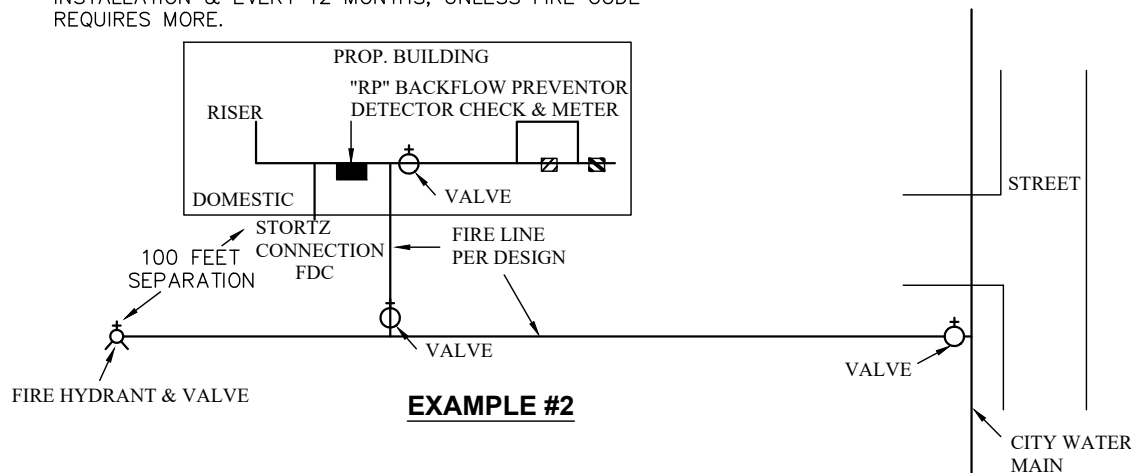 INSTALLATION & EVERY 12 MONTHS, UNLESS FIRE CODE
REQUIRES MORE.
PROP. BUILDING
"RP" BACKFLOW PREVENTOR
DETECTOR CHECK & METER
RISER
VALVE
DOMESTIC
STREET
STORTZ
CONNECTION
FDC
FIRE LINE
PER DESIGN
100 FEET
SEPARATION
VALVE
VALVE
FIRE HYDRANT & VALVE
EXAMPLE #2
CITY WATER
MAIN